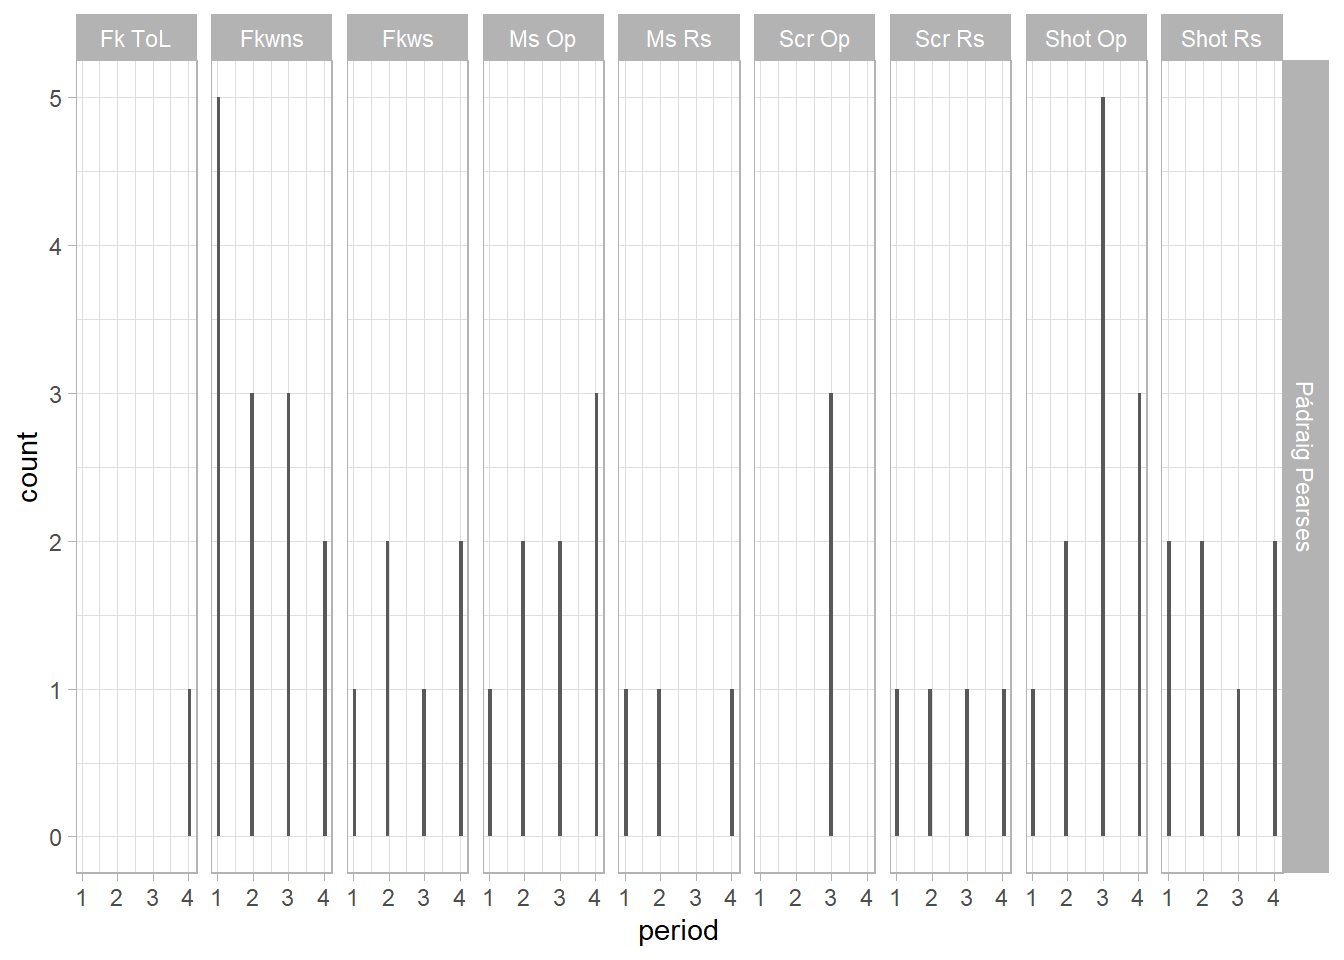 Fk ToL Fkwns Fkws Ms Op Ms Rs Scr Op Scr Rs Shot Op Shot Rs
5
4
3
2
1
0
count
Pádraig Pearses
1 2 3 4 1 2 3 4 1 2 3 4 1 2 3 4 1 2 3 4 1 2 3 4 1 2 3 4 1 2 3 4 1 2 3 4
period